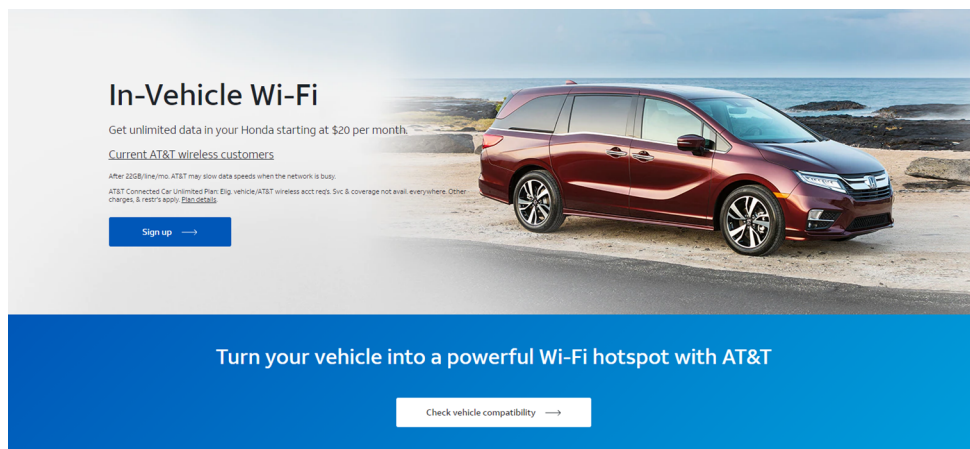 In-Vehicle Wi-Fi
Get unlimited data in your Honda starting at $20 per month.
Current AT&T wireless customers
After 22GB/line/mo. AT&T may slow data speeds when the network is busy.
AT&T Connected Car Unlimited Plan: Elig. vehicle/AT&T wireless acct req's. Svc & coverage not avail. everywhere. Other
charges, & restr's apply. Plan details.
Sign up
Turn your vehicle into a powerful Wi-Fi hotspot with AT&T
Check vehicle compatibility